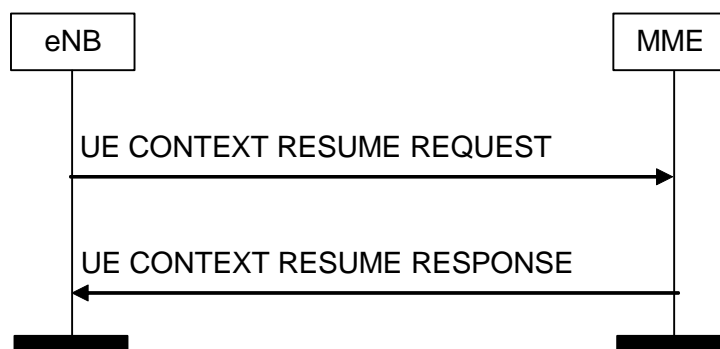 eNB
MME
UE CONTEXT RESUME REQUEST
UE CONTEXT RESUME RESPONSE